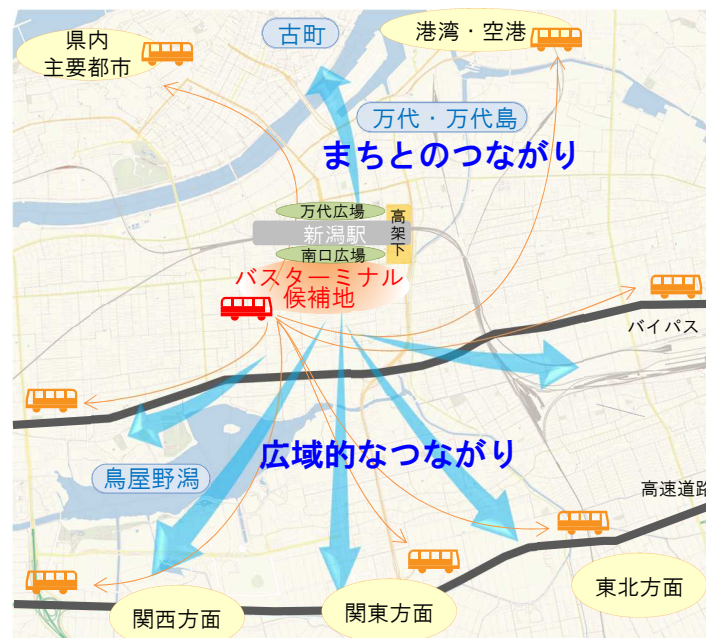 県内
主要都市
古町
港湾・空港
万代・万代島
まちとのつながり
万代広場
新潟駅
高架下
南口広場
バスターミナル
候補地
バイパス
広域的なつながり
鳥屋野潟
高速道路
関西方面
関東方面
東北方面